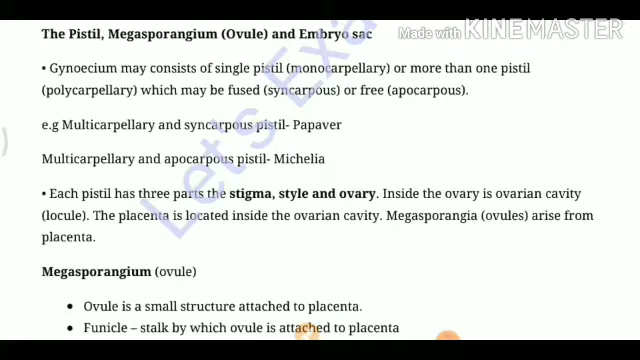 The Pistil, Megasporangium (Ovule) and Embryo sac
Made with KINEMASTER
• Gynoecium may consists of single pistil (monocarpellary) or more than one pistil
(polycarpellary) which may be fused (syncarpous) or free (apocarpous).
e.g Multicarpellary and syncarpous pistil- Papaver
Multicarpellary and apocarpous pistil- Michelia
• Each pistil has three parts the stigma, style and ovary. Inside the ovary is ovarian cavity
(locule). The placenta is located inside the ovarian cavity. Megasporangia (ovules) arise from
placenta.
Megasporangium (ovule)
• Ovule is a small structure attached to placenta.
• Funicle – stalk by which ovule is attached to placenta
Let's Exa